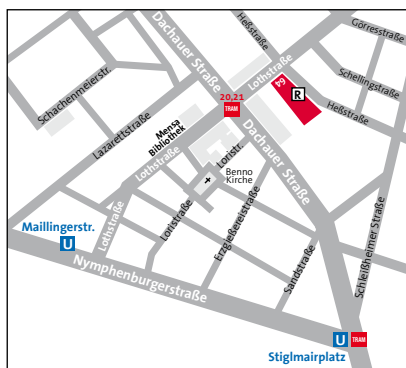 Dachauer Straße
Heßstraße
Görresstraße
Lothstraße
64
R
Schellingstraße
Heßstraße
Schachenmeierstr.
20,21
TRAM
Lazarettstraße
Mensa
Bibliothek
Lothstraße
Loristr.
Dachauer Straße
Benno
Kirche
Lothstraße
Loristraße
Erzgießereistraße
Sandstraße
Schleißheimer Straße
Maillingerstr.
U
Nymphenburgerstraße
U
TRAM
Stiglmairplatz